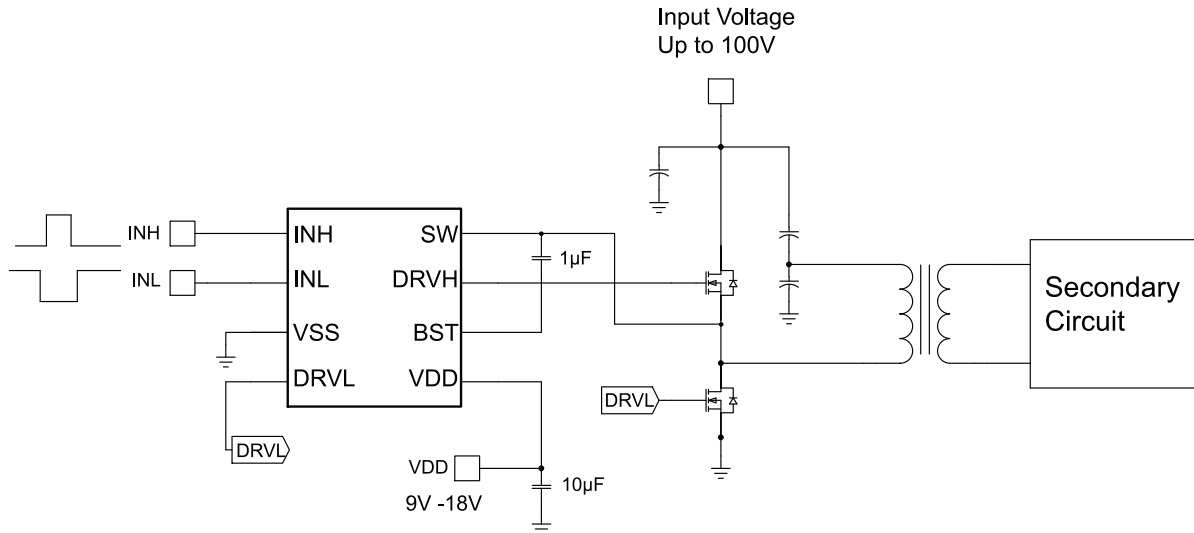 Input Voltage
Up to 100V
INH
INL
INH
INL
VSS
DRVL
SW
DRVH
BST
VDD
1µF
DRVL
DRVL
VDD
9V -18V
10µF
Secondary
Circuit